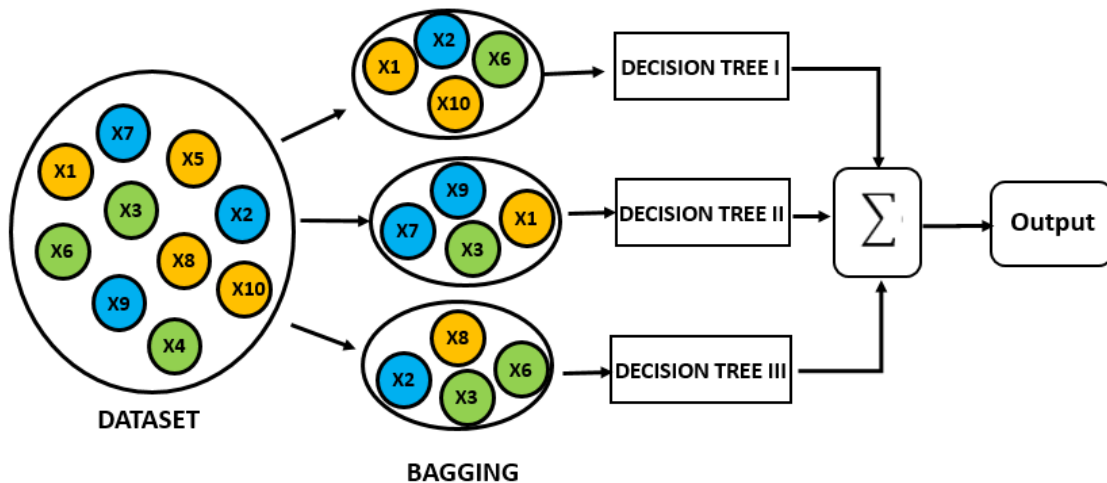 X7
X1
X5
X3
X2
X6
X8
X10
X9
X4
DATASET
X2
X1
X6
X10
X9
X7
X1
X3
X8
X2
X6
X3
BAGGING
DECISION TREE I
DECISION TREE II
DECISION TREE III
∑
Output